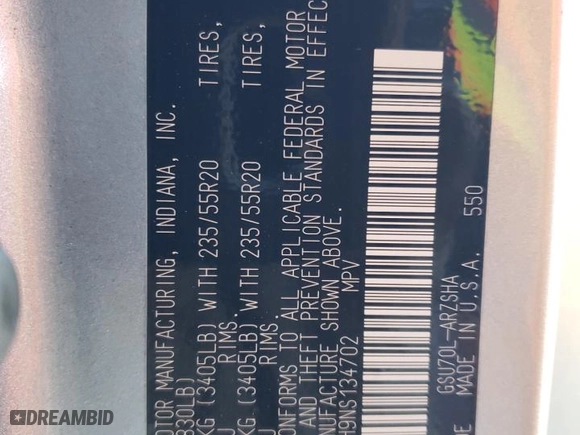 OTOR MANUFACTURING, INDIANA, INC.
830LB)
KG (3405LB) WITH 235/55R20 TIRES,
J RIMS.
KG (3405LB) WITH 235/55R20 TIRES,
J RIMS.
ONFORMS TO ALL APPLICABLE FEDERAL MOTOR
AND THEFT PREVENTION STANDARDS IN EFFEC
NUFACTURE SHOWN ABOVE.
H9NS134702 MPV
GSU70L-ARZSHA
E MADE IN U.S.A. 550
DREAMBID